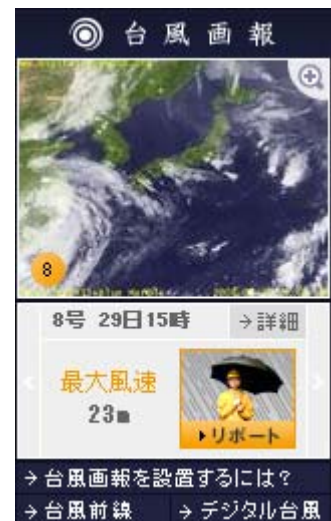 台風画報
8
8号 29日15時 →詳細
最大風速
23m
リポート
→台風画報を設置するには?
→台風前線 →デジタル台風